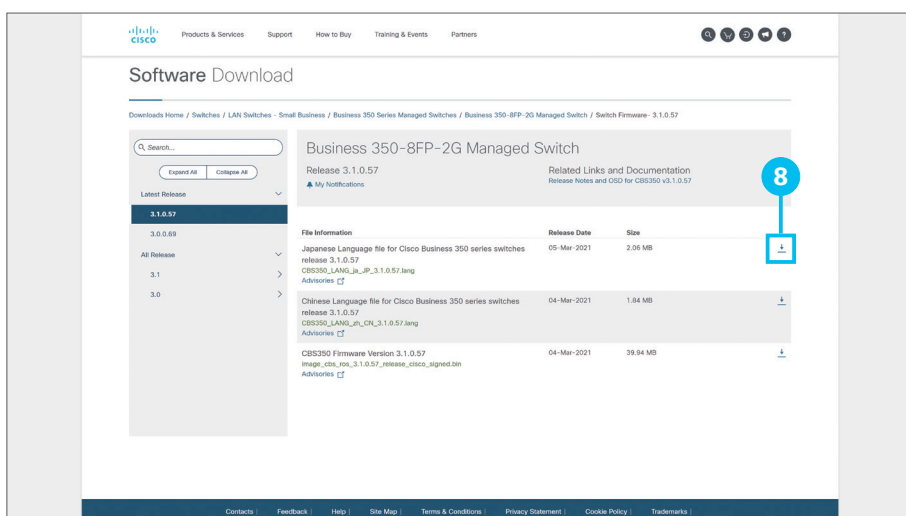 CISCO
Products & Services Support How to Buy Training & Events Partners
Software Download
Downloads Home / Switches / LAN Switches - Small Business / Business 350 Series Managed Switches / Business 350-8FP-2G Managed Switch / Switch Firmware- 3.1.0.57
Search...
Expand All Collapse All
Latest Release
3.1.0.57
3.0.0.69
All Release
3.1
3.0
Business 350-8FP-2G Managed Switch
Release 3.1.0.57
My Notifications
Related Links and Documentation
Release Notes and OSD for CBS350 v3.1.0.57
8
File Information Release Date Size
Japanese Language file for Cisco Business 350 series switches 05-Mar-2021 2.06 MB
release 3.1.0.57
CBS350_LANG_ja_JP_3.1.0.57.lang
Advisories
Chinese Language file for Cisco Business 350 series switches 04-Mar-2021 1.84 MB
release 3.1.0.57
CBS350_LANG_zh_CN_3.1.0.57.lang
Advisories
CBS350 Firmware Version 3.1.0.57 04-Mar-2021 39.94 MB
image_cbs_ros_3.1.0.57_release_cisco_signed.bin
Advisories
Contacts | Feedback | Help | Site Map | Terms & Conditions | Privacy Statement | Cookie Policy | Trademarks |